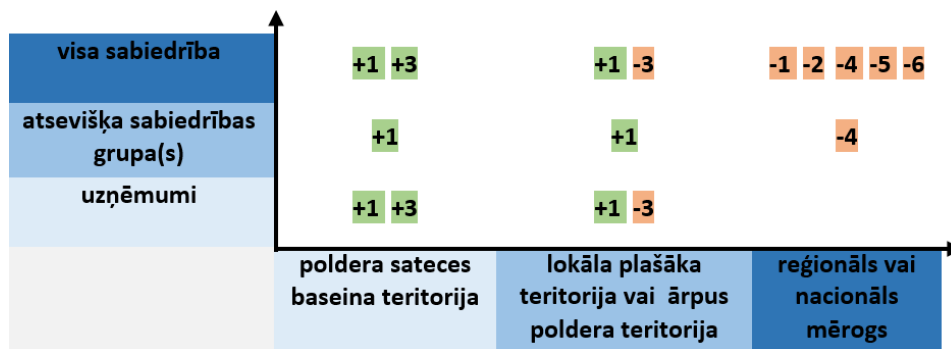 visa sabiedrība
+1 +3
+1 -3
-1 -2 -4 -5 -6
atsevišķa sabiedrības
grupa(s)
+1
+1
-4
uzņēmumi
+1 +3
+1 -3
poldera sateces
baseina teritorija
lokāla plašāka
teritorija vai ārpus
poldera teritorija
reģionāls vai
nacionāls
mērogs